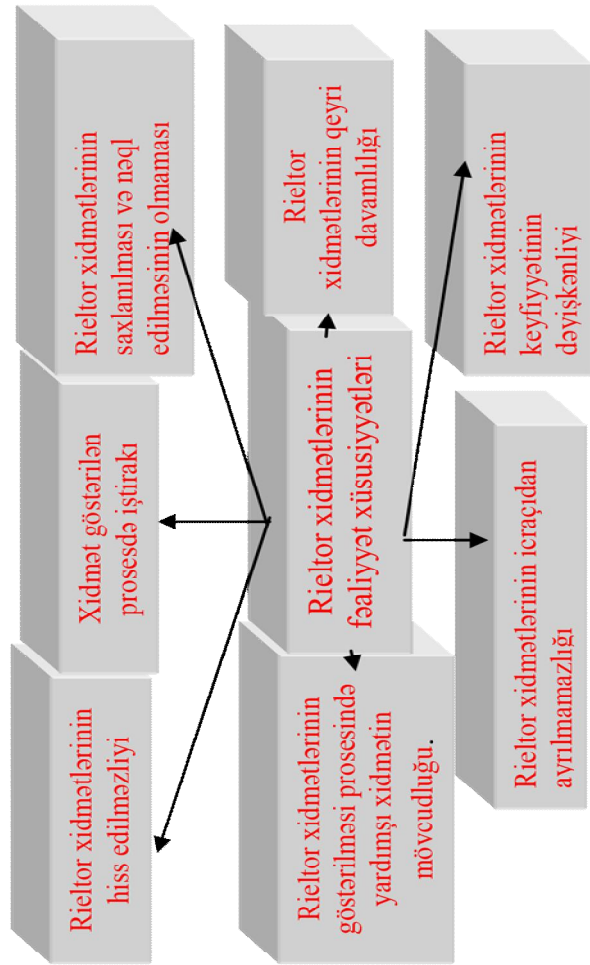 Rieltor xidmətlərinin
hiss edilməzliyi
Xidmət göstərilən
prosesdə iştirakı
Rieltor xidmətlərinin
saxlanılması və nəql
edilməsinin olmaması
Rieltor xidmətlərinin
göstərilməsi prosesində
yardımşı xidmətin
mövcudluğu.
Rieltor xidmətlərinin
fəaliyyət xüsusiyyətləri
Rieltor
xidmətlərinin qeyri
davamlılığı
Rieltor xidmətlərinin icraçıdan
ayrılmamazlığı
Rieltor xidmətlərinin
keyfiyyətinin
dəyişkənliyi